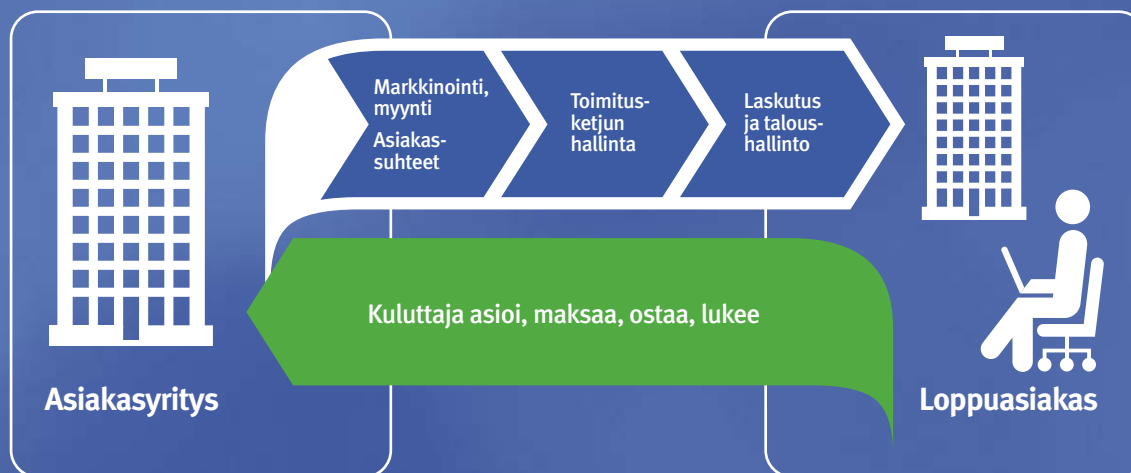 Markkinointi,
myynti
Asiakas-
suhteet
Toimitus-
ketjun
hallinta
Laskutus
ja talous-
hallinto
Kuluttaja asioi, maksaa, ostaa, lukee
Asiakasyritys
Loppuasiakas